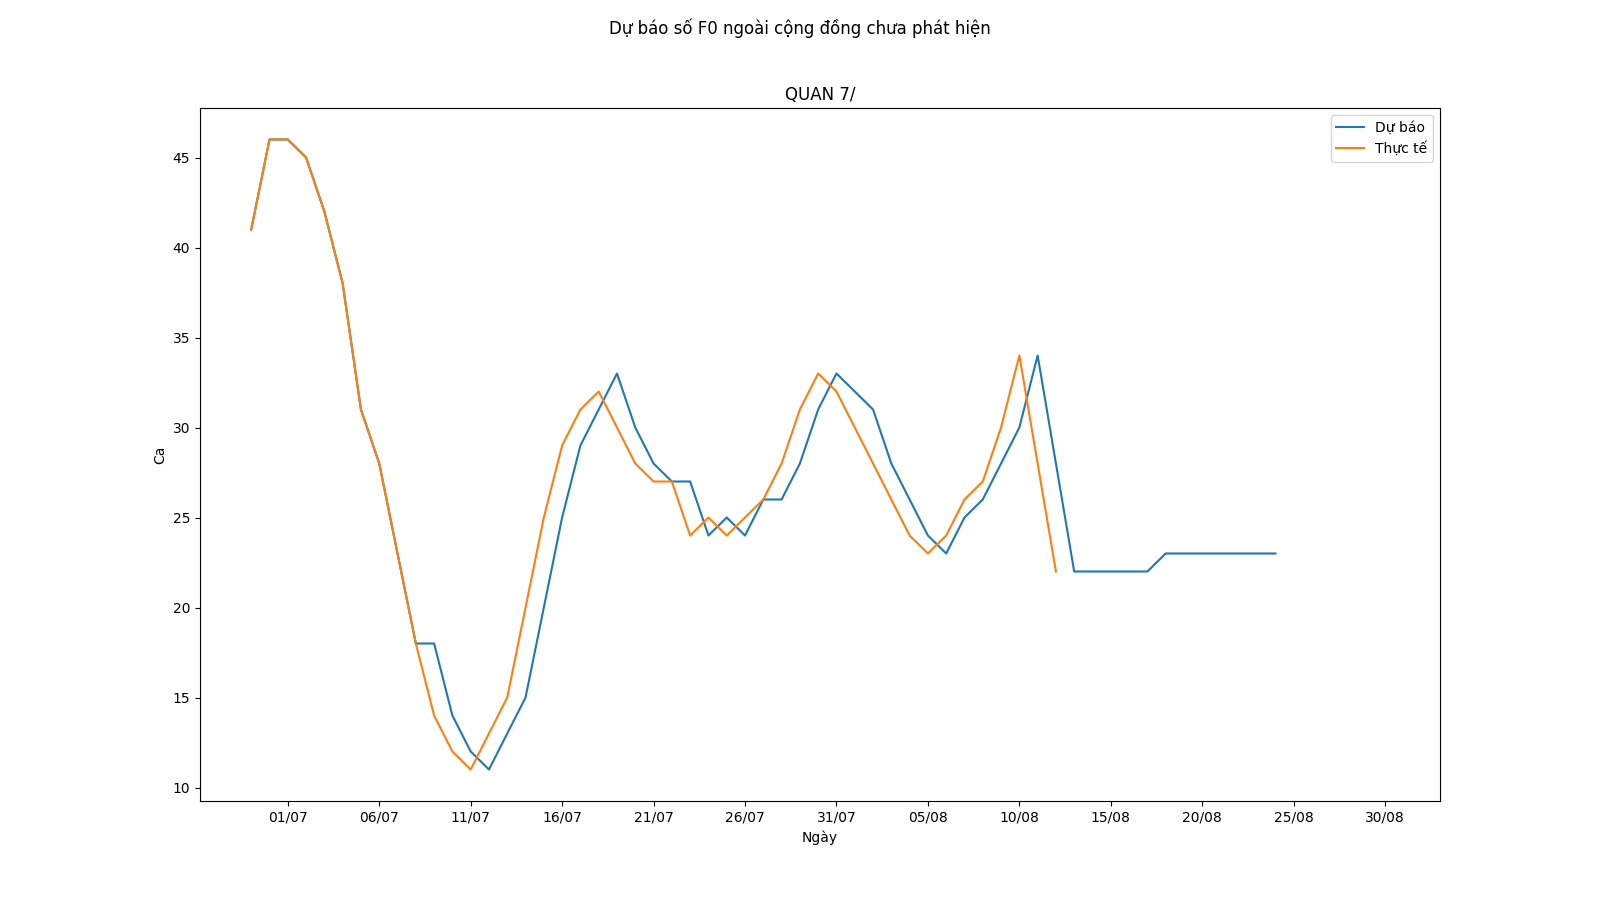 Dự báo số F0 ngoài cộng đồng chưa phát hiện
QUAN 7/
Dự báo
Thực tế
45
40
35
30
25
20
15
10
Ca
01/07 06/07 11/07 16/07 21/07 26/07 31/07 05/08 10/08 15/08 20/08 25/08 30/08
Ngày